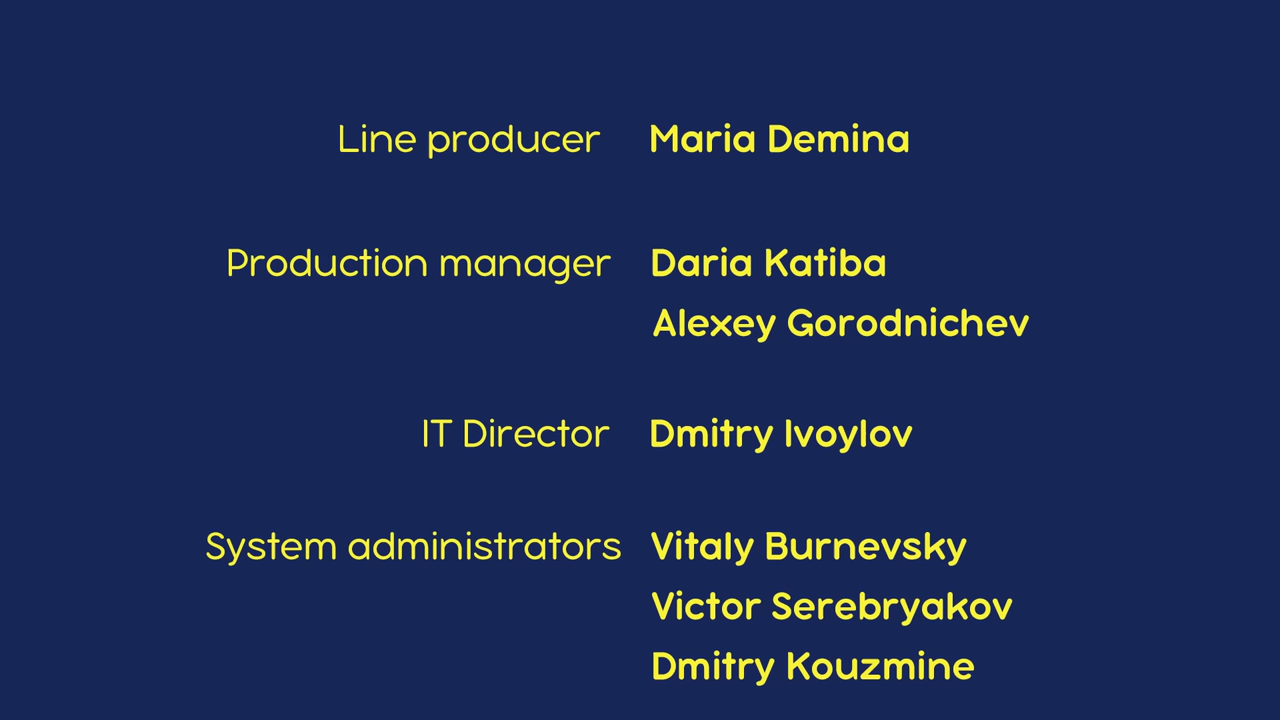 Line producer Maria Demina
Production manager Daria Katiba
Alexey Gorodnichev
IT Director Dmitry Ivoylov
System administrators Vitaly Burnevsky
Victor Serebryakov
Dmitry Kouzmine